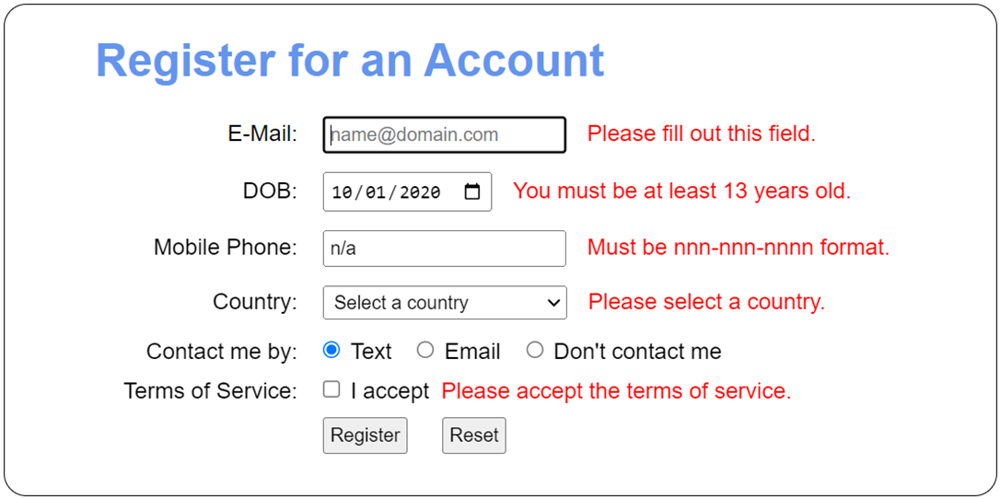 Register for an Account
E-Mail: name@domain.com Please fill out this field.
DOB: 10/01/2020 You must be at least 13 years old.
Mobile Phone: n/a Must be nnn-nnn-nnnn format.
Country: Select a country Please select a country.
Contact me by: Text Email Don't contact me
Terms of Service: I accept Please accept the terms of service.
Register Reset